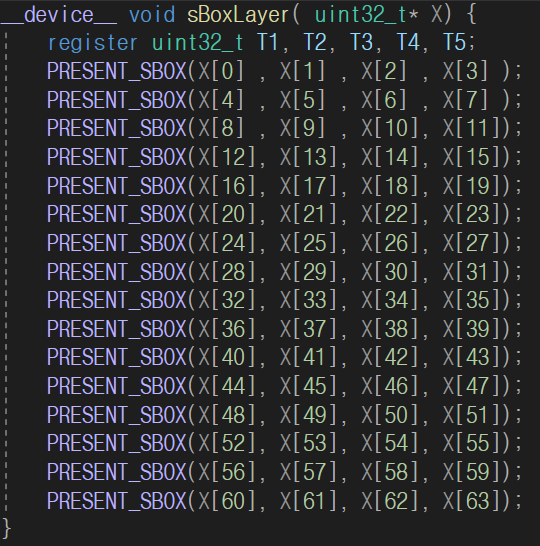 __device__ void sBoxLayer( uint32_t* X) {
register uint32_t T1, T2, T3, T4, T5;
PRESENT_SBOX(X[0] , X[1] , X[2] , X[3] );
PRESENT_SBOX(X[4] , X[5] , X[6] , X[7] );
PRESENT_SBOX(X[8] , X[9] , X[10], X[11]);
PRESENT_SBOX(X[12], X[13], X[14], X[15]);
PRESENT_SBOX(X[16], X[17], X[18], X[19]);
PRESENT_SBOX(X[20], X[21], X[22], X[23]);
PRESENT_SBOX(X[24], X[25], X[26], X[27]);
PRESENT_SBOX(X[28], X[29], X[30], X[31]);
PRESENT_SBOX(X[32], X[33], X[34], X[35]);
PRESENT_SBOX(X[36], X[37], X[38], X[39]);
PRESENT_SBOX(X[40], X[41], X[42], X[43]);
PRESENT_SBOX(X[44], X[45], X[46], X[47]);
PRESENT_SBOX(X[48], X[49], X[50], X[51]);
PRESENT_SBOX(X[52], X[53], X[54], X[55]);
PRESENT_SBOX(X[56], X[57], X[58], X[59]);
PRESENT_SBOX(X[60], X[61], X[62], X[63]);
}